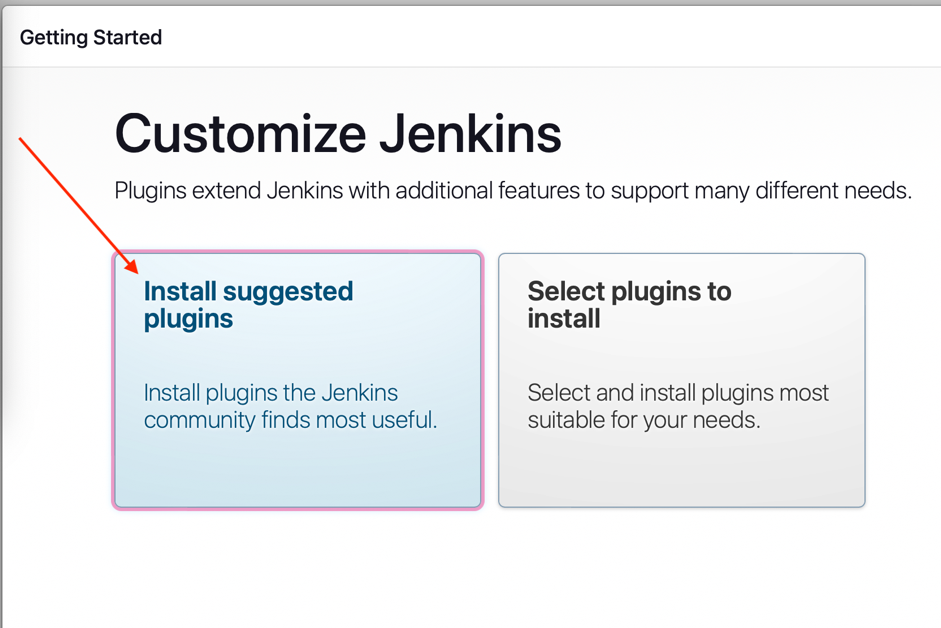 Getting Started
Customize Jenkins
Plugins extend Jenkins with additional features to support many different needs.
Install suggested
plugins
Install plugins the Jenkins
community finds most useful.
Select plugins to
install
Select and install plugins most
suitable for your needs.